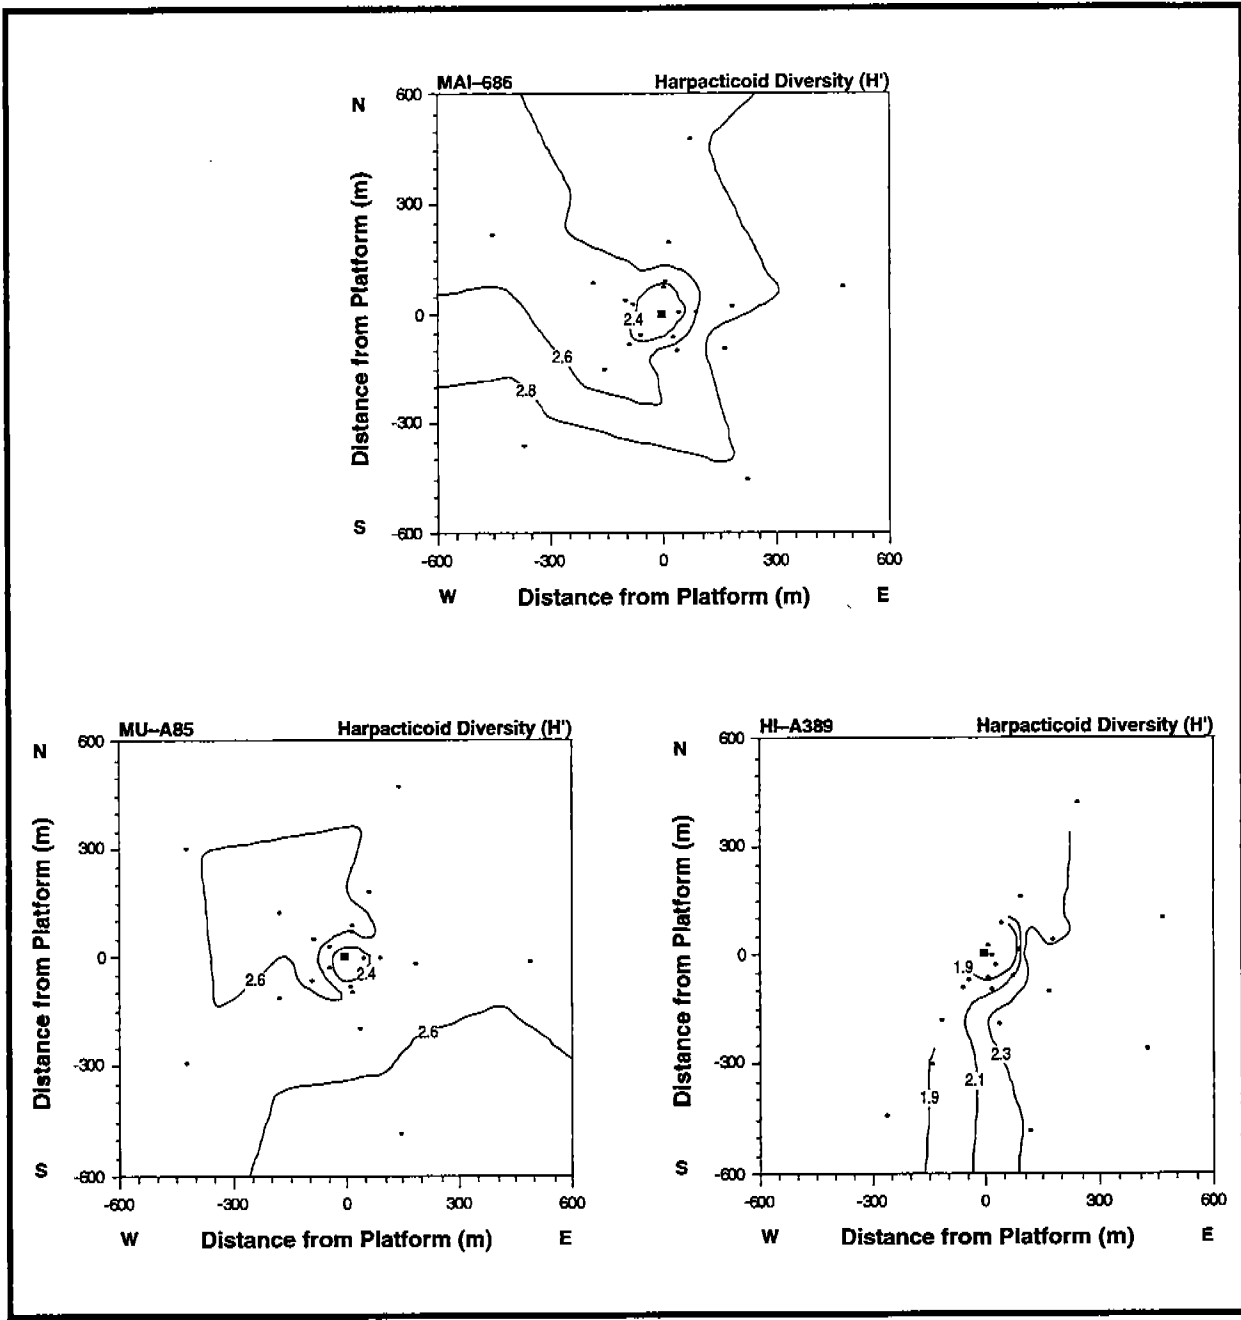 MAI-686 Harpacticoid Diversity (H')
N
600
300
0
-300
-600
S
Distance from Platform (m)
2.4
2.6
2.8
-600 -300 0 300 600
W Distance from Platform (m) E
MU-A85 Harpacticoid Diversity (H')
N
600
300
0
-300
-600
S
Distance from Platform (m)
2.6
2.4
2.6
-600 -300 0 300 600
W Distance from Platform (m) E
HI-A389 Harpacticoid Diversity (H')
N
600
300
0
-300
-600
S
Distance from Platform (m)
1.9
2.3
2.1
1.9
-600 -300 0 300 600
W Distance from Platform (m) E